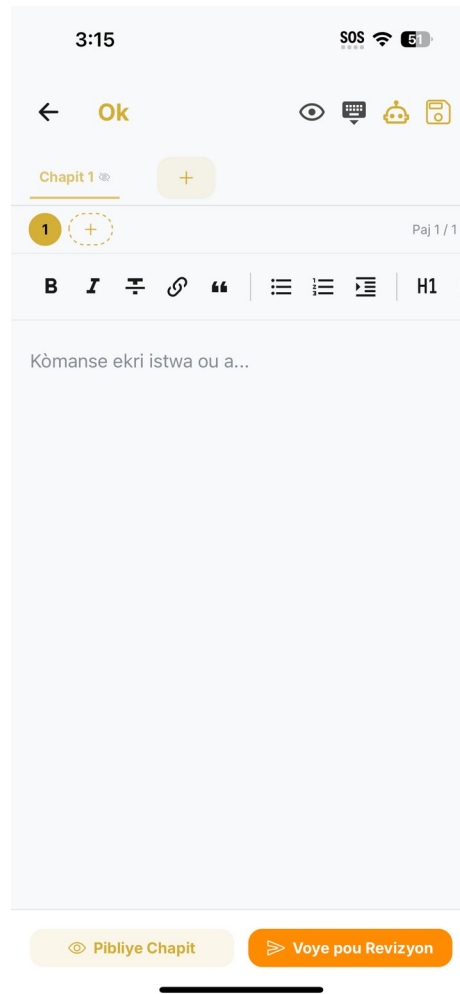 3:15
SOS
51
Ok
Chapit 1
+
1
+
Paj 1 / 1
B I T H1
Kòmanse ekri istwa ou a...
Pibliye Chapit
Voye pou Revizyon